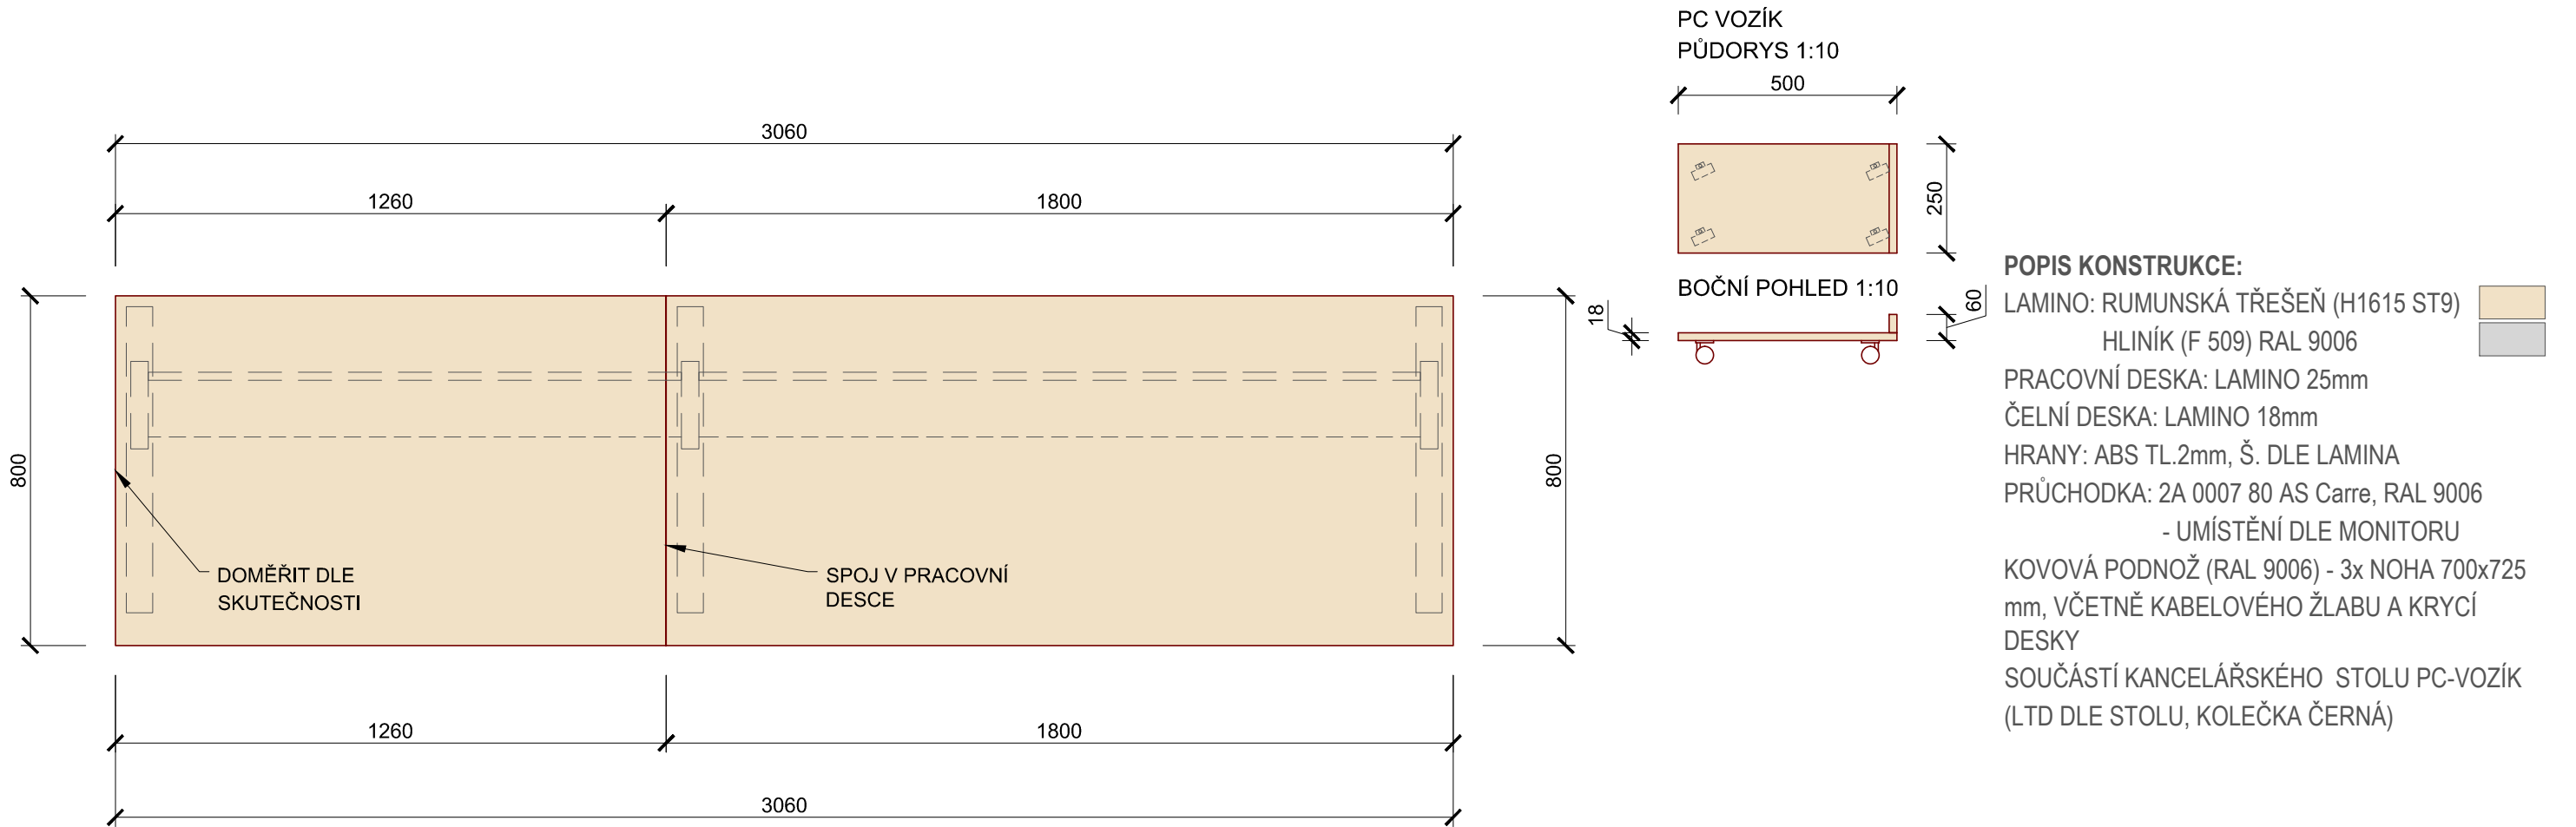 PC VOZÍK
PŮDORYS 1:10
500
3060
1260
1800
250
BOČNÍ POHLED 1:10
18
60
800
800
DOMĚŘIT DLE
SKUTEČNOSTI
SPOJ V PRACOVNÍ
DESCE
1260
1800
3060
POPIS KONSTRUKCE:
LAMINO: RUMUNSKÁ TŘEŠEŇ (H1615 ST9)
HLINÍK (F 509) RAL 9006
PRACOVNÍ DESKA: LAMINO 25mm
ČELNÍ DESKA: LAMINO 18mm
HRANY: ABS TL.2mm, Š. DLE LAMINA
PRŮCHODKA: 2A 0007 80 AS Carre, RAL 9006
- UMÍSTĚNÍ DLE MONITORU
KOVOVÁ PODNOŽ (RAL 9006) - 3x NOHA 700x725
mm, VČETNĚ KABELOVÉHO ŽLABU A KRYCÍ
DESKY
SOUČÁSTÍ KANCELÁŘSKÉHO  STOLU PC-VOZÍK
(LTD DLE STOLU, KOLEČKA ČERNÁ)